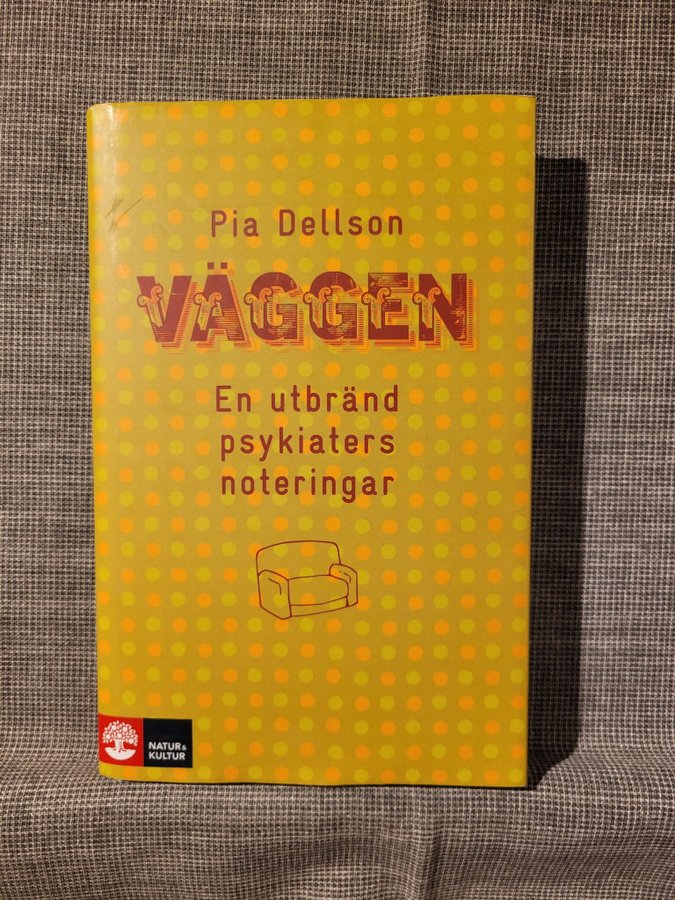 Pia Dellson
VÄGGEN
En utbränd
psykiaters
noteringar
NATUR&
KULTUR